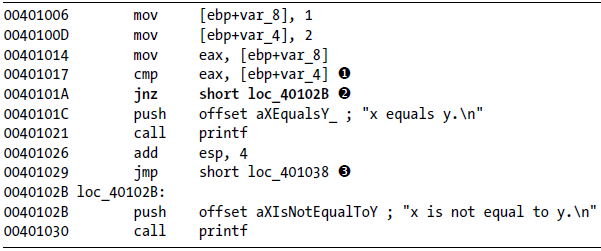 00401006 mov [ebp+var_8], 1
0040100D mov [ebp+var_4], 2
00401014 mov eax, [ebp+var_8]
00401017 cmp eax, [ebp+var_4] ❶
0040101A jnz short loc_40102B ❷
0040101C push offset aXEqualsY_ ; "x equals y.\n"
00401021 call printf
00401026 add esp, 4
00401029 jmp short loc_401038 ❸
0040102B loc_40102B:
0040102B push offset aXIsNotEqualToY ; "x is not equal to y.\n"
00401030 call printf